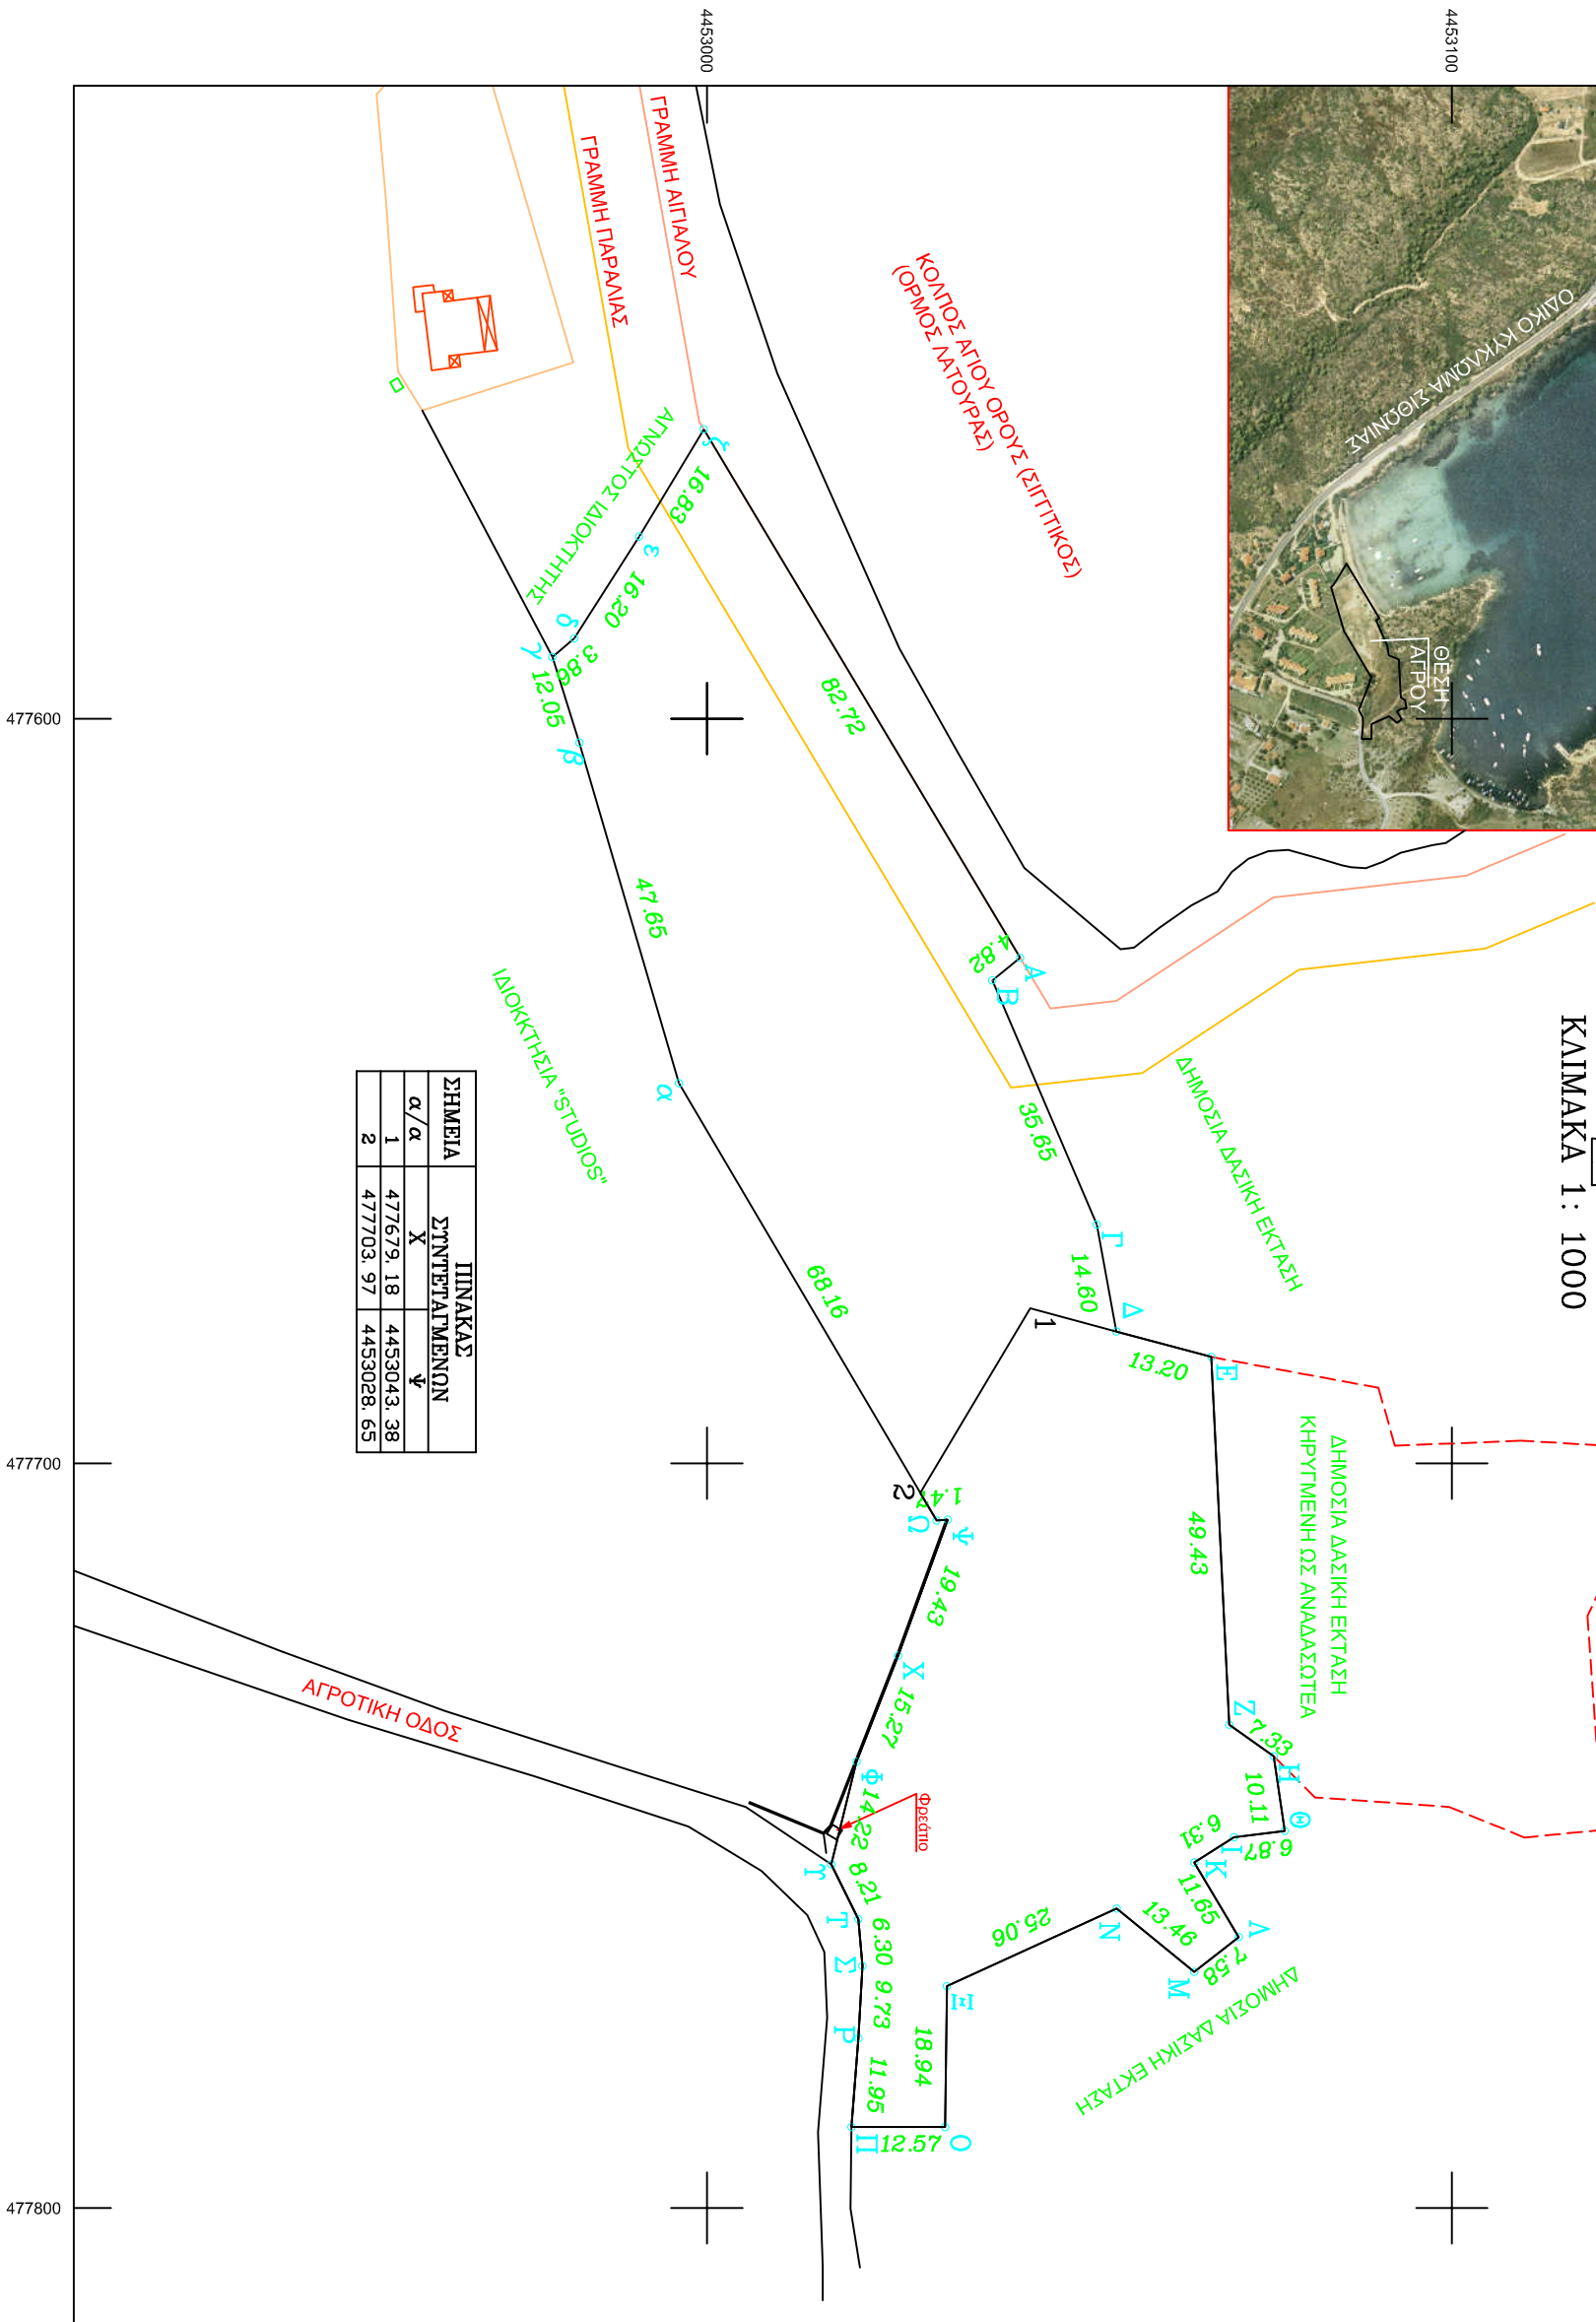 4453000
4453100
477600
477700
477800
ΚΛΙΜΑΚΑ 1: 1000
ΟΔΙΚΟ ΚΥΚΛΩΜΑ ΣΙΘΩΝΙΑΣ
ΘΕΣΗ
ΑΓΡΟΥ
ΚΟΛΠΟΣ ΑΓΙΟΥ ΟΡΟΥΣ (ΣΙΓΓΙΤΙΚΟΣ)
(ΟΡΜΟΣ ΛΑΤΟΥΡΑΣ)
ΓΡΑΜΜΗ ΑΙΓΙΑΛΟΥ
ΓΡΑΜΜΗ ΠΑΡΑΛΙΑΣ
ΑΓΝΩΣΤΟΣ ΙΔΙΟΚΤΗΤΗΣ
ΙΔΙΟΚΚΤΗΣΙΑ "STUDIOS"
ΔΗΜΟΣΙΑ ΔΑΣΙΚΗ ΕΚΤΑΣΗ
ΔΗΜΟΣΙΑ ΔΑΣΙΚΗ ΕΚΤΑΣΗ
ΚΗΡΥΓΜΕΝΗ ΩΣ ΑΝΑΔΑΣΩΤΕΑ
ΔΗΜΟΣΙΑ ΔΑΣΙΚΗ ΕΚΤΑΣΗ
ΑΓΡΟΤΙΚΗ ΟΔΟΣ
Φρεάτιο
ζ
16.83
ε
16.20
δ
3.86
γ
12.05
β
47.65
α
68.16
82.72
Α
4.82
Β
35.65
Γ
14.60
Δ
13.20
Ε
49.43
Ζ
7.33
Η
10.11
Θ
6.87
Ι
6.31
Κ
11.65
Λ
7.58
Μ
13.46
Ν
25.06
Ξ
18.94
Ο
12.57
Π
11.95
Ρ
9.73
Σ
6.30
Τ
8.21
Υ
14.22
Φ
15.27
Χ
19.43
Ψ
1.42
Ω
1
2
ΠΙΝΑΚΑΣ
ΣΗΜΕΙΑ ΣΥΝΤΕΤΑΓΜΕΝΩΝ
α/α Χ Ψ
1 477679,18 4453043,38
2 477703,97 4453028,65